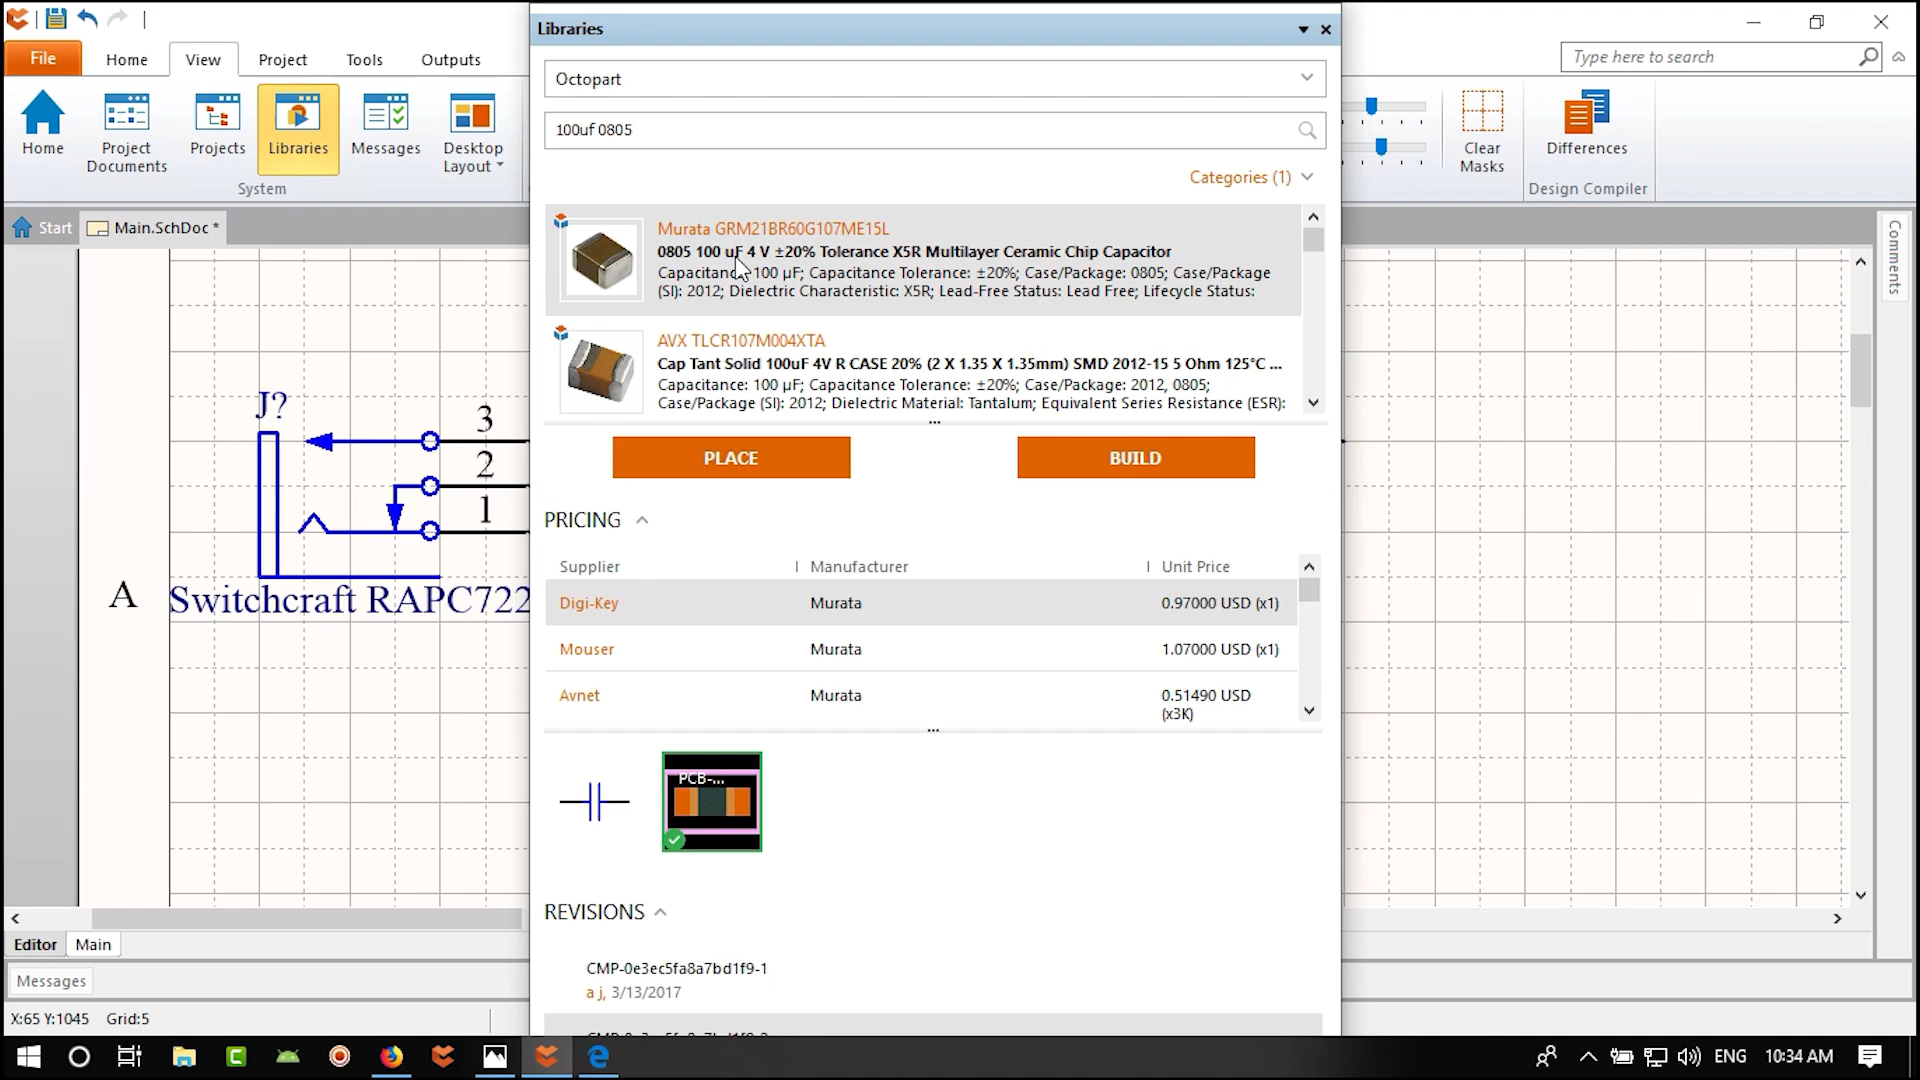 Libraries
File
Home
View
Project
Tools
Outputs
Type here to search
Home
Project
Documents
Projects
Libraries
Messages
Desktop
Layout
System
Clear
Masks
Differences
Design Compiler
Octopart
100uf 0805
Categories (1)
Start
Main.SchDoc *
Comments
Murata GRM21BR60G107ME15L
0805 100 uF 4 V ±20% Tolerance X5R Multilayer Ceramic Chip Capacitor
Capacitance: 100 µF; Capacitance Tolerance: ±20%; Case/Package: 0805; Case/Package
(SI): 2012; Dielectric Characteristic: X5R; Lead-Free Status: Lead Free; Lifecycle Status:
AVX TLCR107M004XTA
Cap Tant Solid 100uF 4V R CASE 20% (2 X 1.35 X 1.35mm) SMD 2012-15 5 Ohm 125°C ...
Capacitance: 100 µF; Capacitance Tolerance: ±20%; Case/Package: 2012, 0805;
Case/Package (SI): 2012; Dielectric Material: Tantalum; Equivalent Series Resistance (ESR):
...
PLACE
BUILD
J?
3
2
1
A
Switchcraft RAPC722
PRICING
Supplier
Manufacturer
Unit Price
Digi-Key
Murata
0.97000 USD (x1)
Mouser
Murata
1.07000 USD (x1)
Avnet
Murata
0.51490 USD
(x3K)
...
PCB-...
REVISIONS
CMP-0e3ec5fa8a7bd1f9-1
a j, 3/13/2017
Editor
Main
Messages
X:65 Y:1045
Grid:5
ENG
10:34 AM